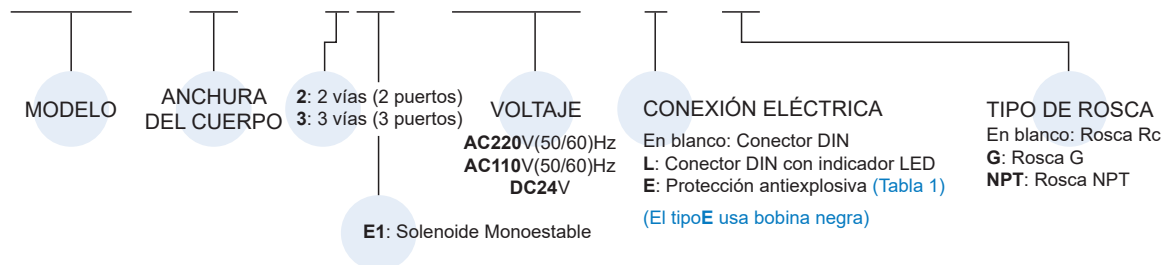 MODELO
ANCHURA
DEL CUERPO
2: 2 vías (2 puertos)
3: 3 vías (3 puertos)
E1: Solenoide Monoestable
VOLTAJE
AC220V(50/60)Hz
AC110V(50/60)Hz
DC24V
CONEXIÓN ELÉCTRICA
En blanco: Conector DIN
L: Conector DIN con indicador LED
E: Protección antiexplosiva (Tabla 1)
(El tipoE usa bobina negra)
TIPO DE ROSCA
En blanco: Rosca Rc
G: Rosca G
NPT: Rosca NPT